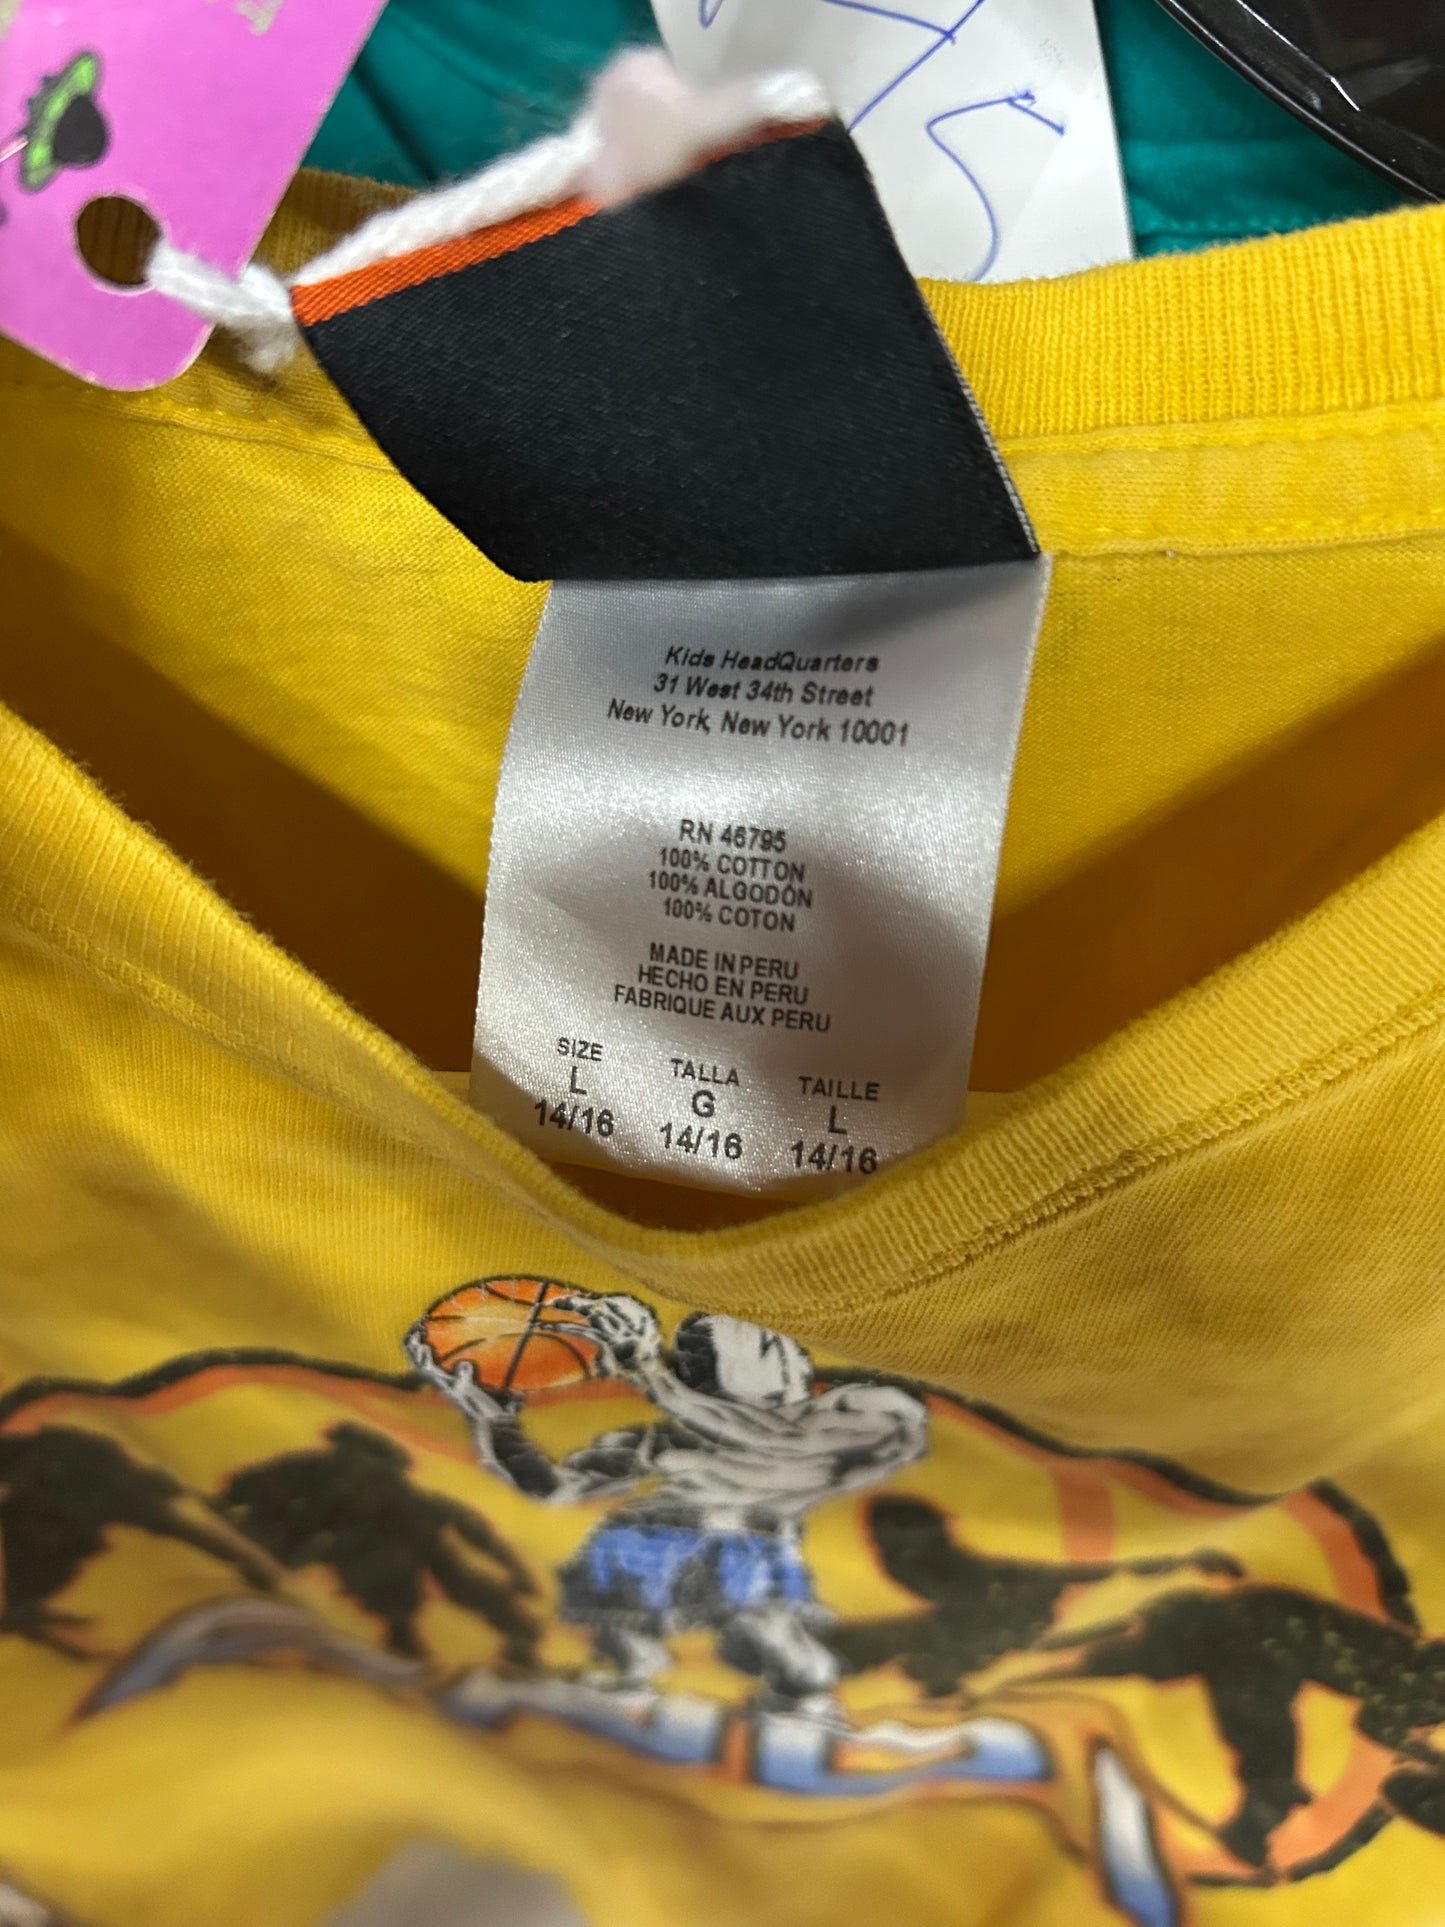 Kids HeadQuarters
31 West 34th Street
New York, New York 10001
RN 46795
100% COTTON
100% ALGODÓN
100% COTON
MADE IN PERU
HECHO EN PERU
FABRIQUE AUX PERU
SIZE TALLA TAILLE
L G L
14/16 14/16 14/16